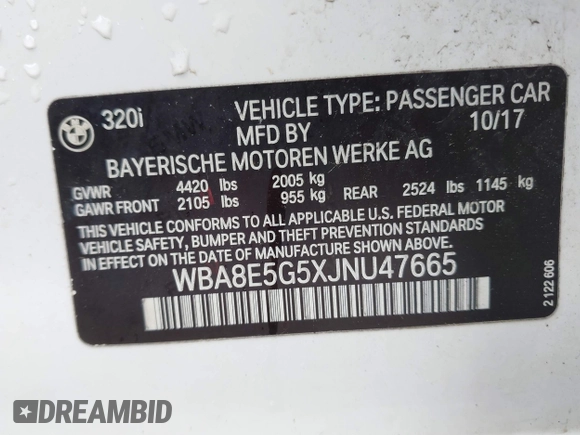 320i VEHICLE TYPE: PASSENGER CAR
MFD BY 10/17
BAYERISCHE MOTOREN WERKE AG
GVWR 4420 lbs 2005 kg
GAWR FRONT 2105 lbs 955 kg REAR 2524 lbs 1145 kg
THIS VEHICLE CONFORMS TO ALL APPLICABLE U.S. FEDERAL MOTOR
VEHICLE SAFETY, BUMPER AND THEFT PREVENTION STANDARDS IN
EFFECT ON THE DATE OF MANUFACTURE SHOWN ABOVE.
WBA8E5G5XJNU47665
2 122 606
DREAMBID